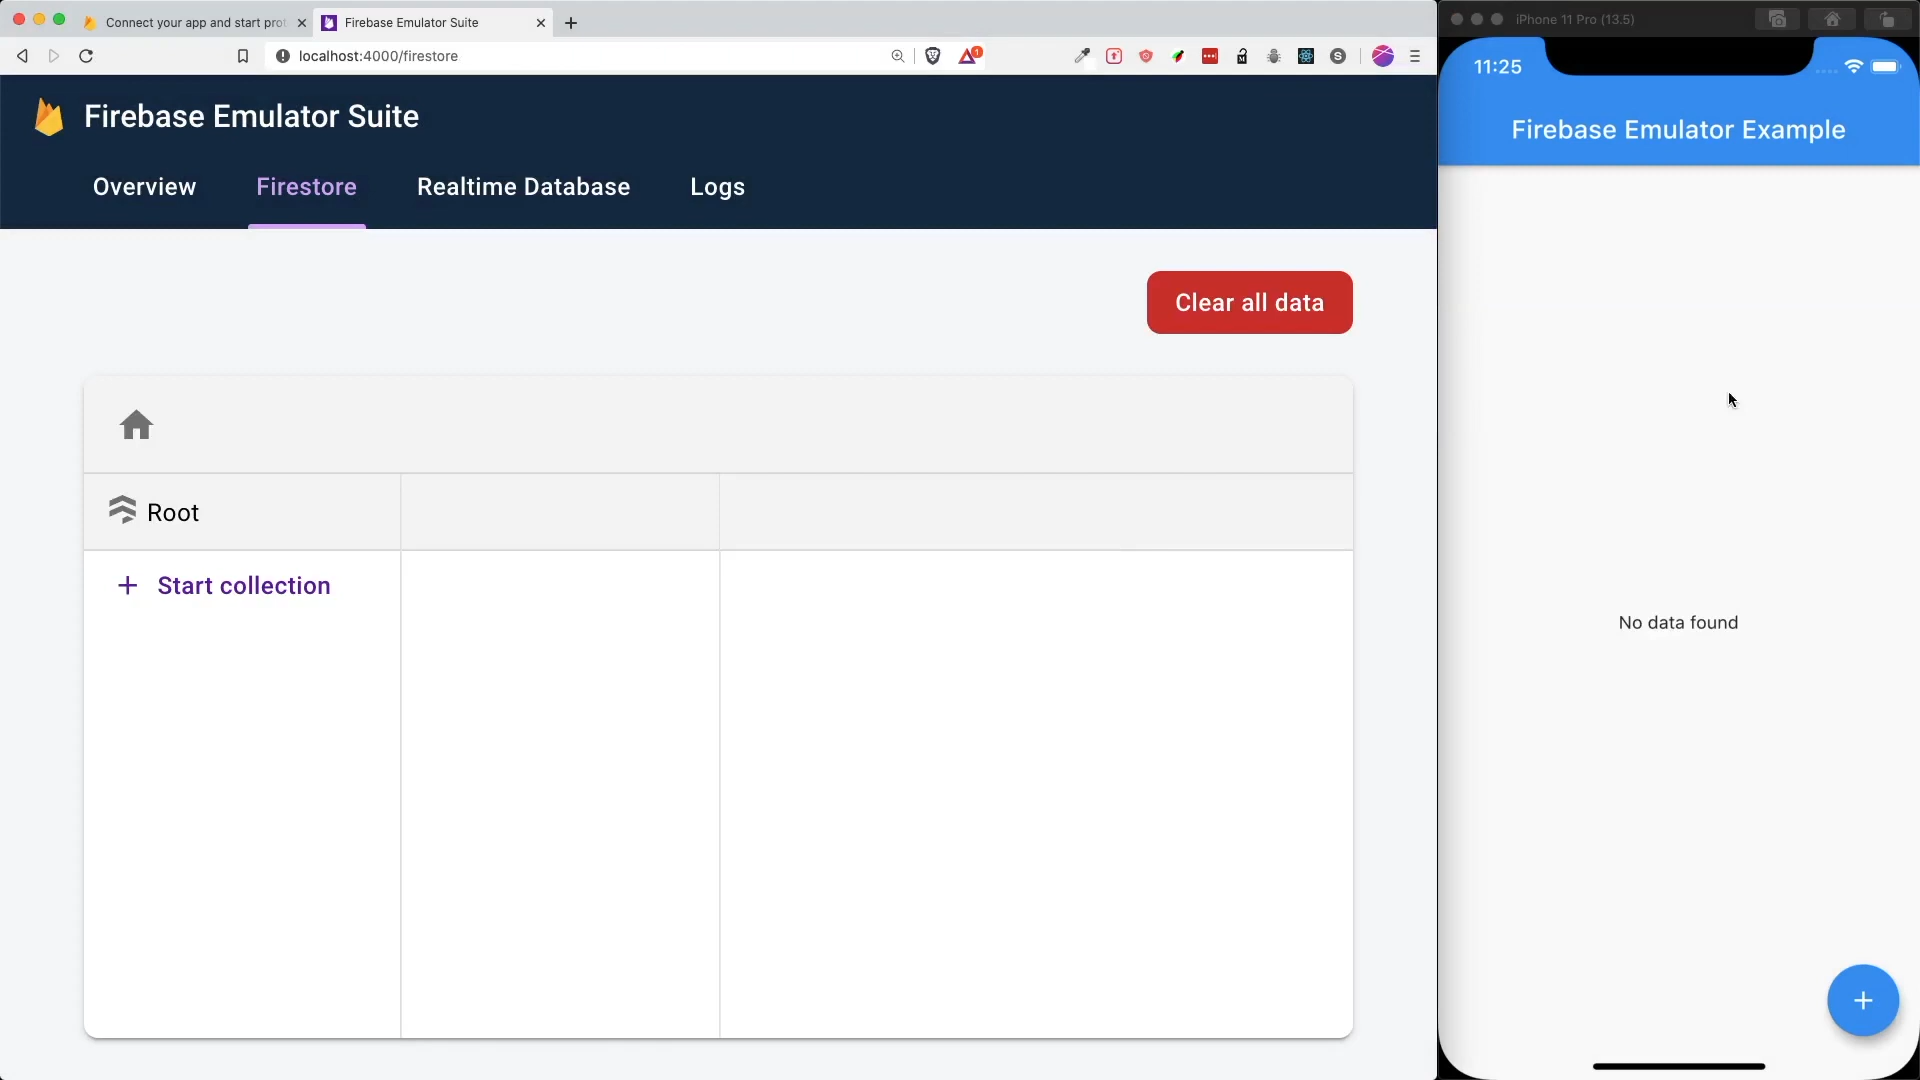 Connect your app and start prot
Firebase Emulator Suite
localhost:4000/firestore
1
S
Firebase Emulator Suite
Overview
Firestore
Realtime Database
Logs
Clear all data
Root
+ Start collection
iPhone 11 Pro (13.5)
11:25
Firebase Emulator Example
No data found
+